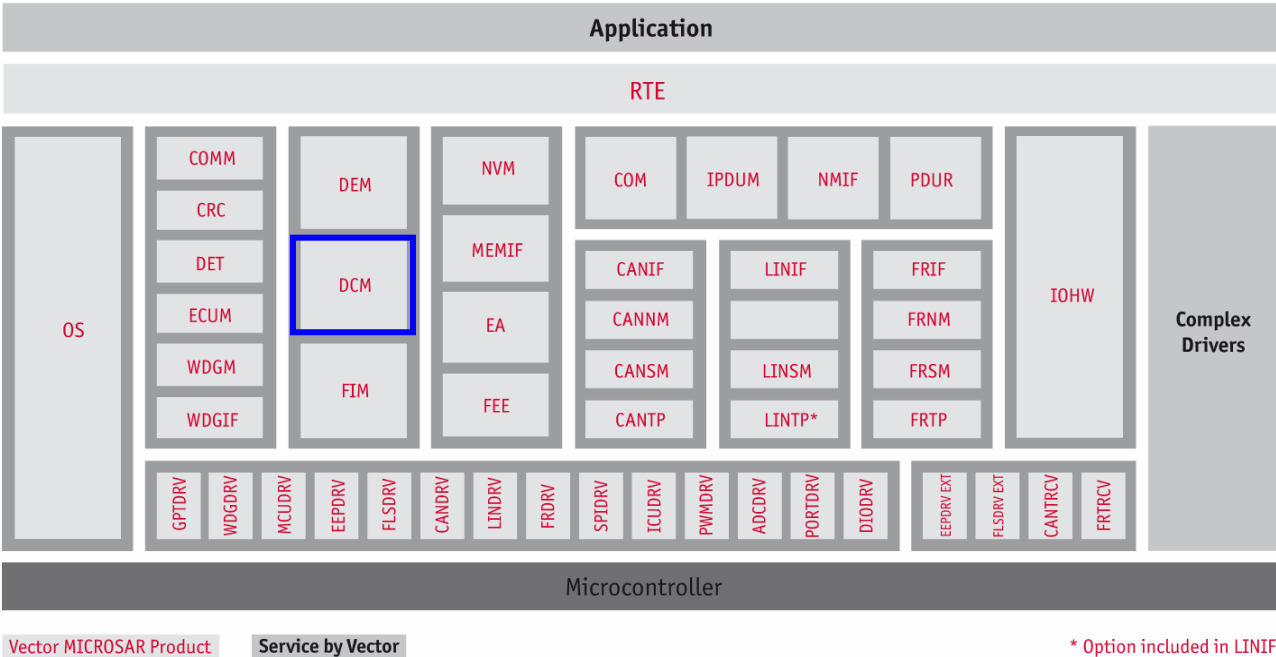 Application
RTE
OS
COMM
CRC
DET
ECUM
WDGM
WDGIF
DEM
DCM
FIM
NVM
MEMIF
EA
FEE
COM
IPDUM
NMIF
PDUR
CANIF
CANNM
CANSM
CANTP
LINIF
LINSM
LINTP*
FRIF
FRNM
FRSM
FRTP
IOHW
Complex
Drivers
GPTDRV
WDGDRV
MCUDRV
EEPDRV
FLSDRV
CANDRV
LINDRV
FRDRV
SPIDRV
ICUDRV
PWMDRV
ADCDRV
PORTDRV
DIODRV
EEPDRV EXT
FLSDRV EXT
CANTRCV
FRTRCV
Microcontroller
Vector MICROSAR Product
Service by Vector
* Option included in LINIF